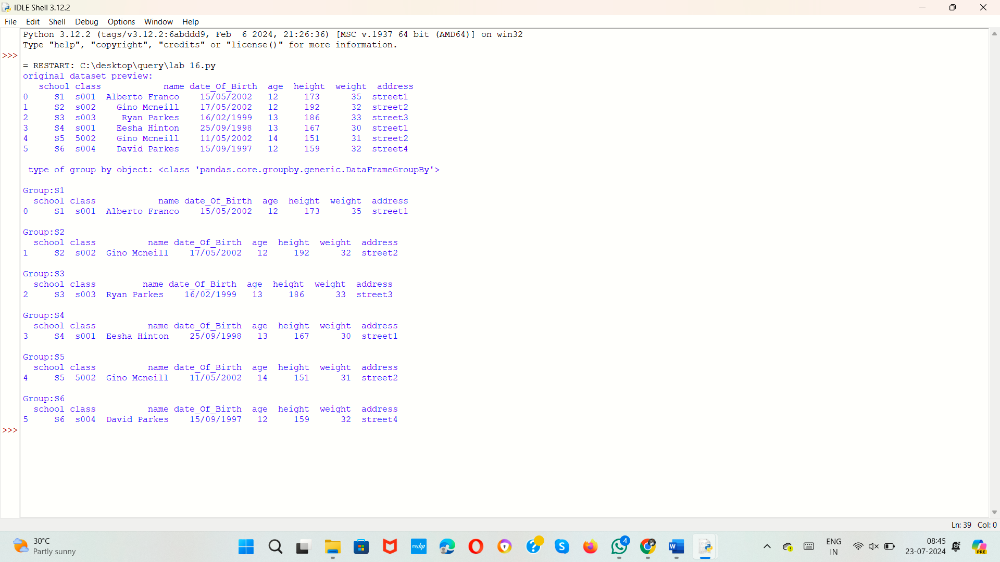 IDLE Shell 3.12.2
File Edit Shell Debug Options Window Help
Python 3.12.2 (tags/v3.12.2:6abddd9, Feb  6 2024, 21:26:36) [MSC v.1937 64 bit (AMD64)] on win32
Type "help", "copyright", "credits" or "license()" for more information.
>>>
= RESTART: C:\desktop\query\lab 16.py
original dataset preview:
   school class            name date_Of_Birth  age  height  weight  address
0     S1  s001  Alberto Franco    15/05/2002   12     173      35  street1
1     S2  s002    Gino Mcneill    17/05/2002   12     192      32  street2
2     S3  s003     Ryan Parkes    16/02/1999   13     186      33  street3
3     S4  s001    Eesha Hinton    25/09/1998   13     167      30  street1
4     S5  5002    Gino Mcneill    11/05/2002   14     151      31  street2
5     S6  s004    David Parkes    15/09/1997   12     159      32  street4
 type of group by object: <class 'pandas.core.groupby.generic.DataFrameGroupBy'>
Group:S1
  school class            name date_Of_Birth  age  height  weight  address
0     S1  s001  Alberto Franco    15/05/2002   12     173      35  street1
Group:S2
  school class          name date_Of_Birth  age  height  weight  address
1     S2  s002  Gino Mcneill    17/05/2002   12     192      32  street2
Group:S3
  school class         name date_Of_Birth  age  height  weight  address
2     S3  s003  Ryan Parkes    16/02/1999   13     186      33  street3
Group:S4
  school class          name date_Of_Birth  age  height  weight  address
3     S4  s001  Eesha Hinton    25/09/1998   13     167      30  street1
Group:S5
  school class          name date_Of_Birth  age  height  weight  address
4     S5  5002  Gino Mcneill    11/05/2002   14     151      31  street2
Group:S6
  school class          name date_Of_Birth  age  height  weight  address
5     S6  s004  David Parkes    15/09/1997   12     159      32  street4
>>>
Ln: 39 Col: 0
30°C
Partly sunny
myhp
4
ENG
IN
08:45
23-07-2024
PRE